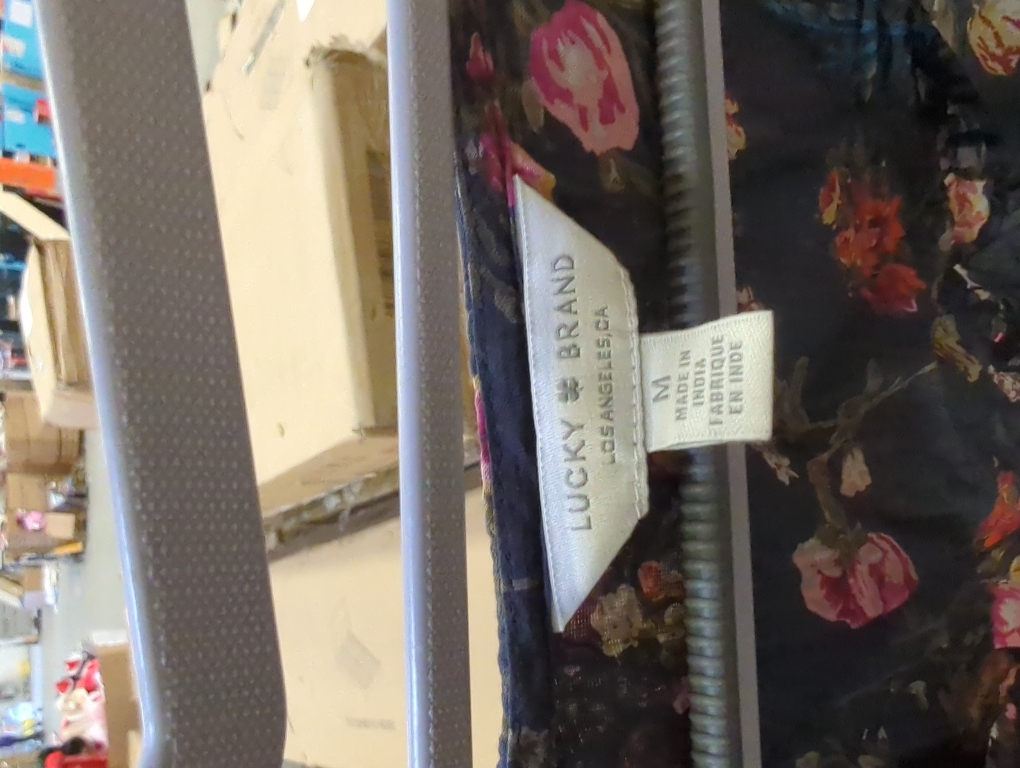 LUCKY BRAND
LOS ANGELES, CA
M
MADE IN
INDIA
FABRIQUE
EN INDE